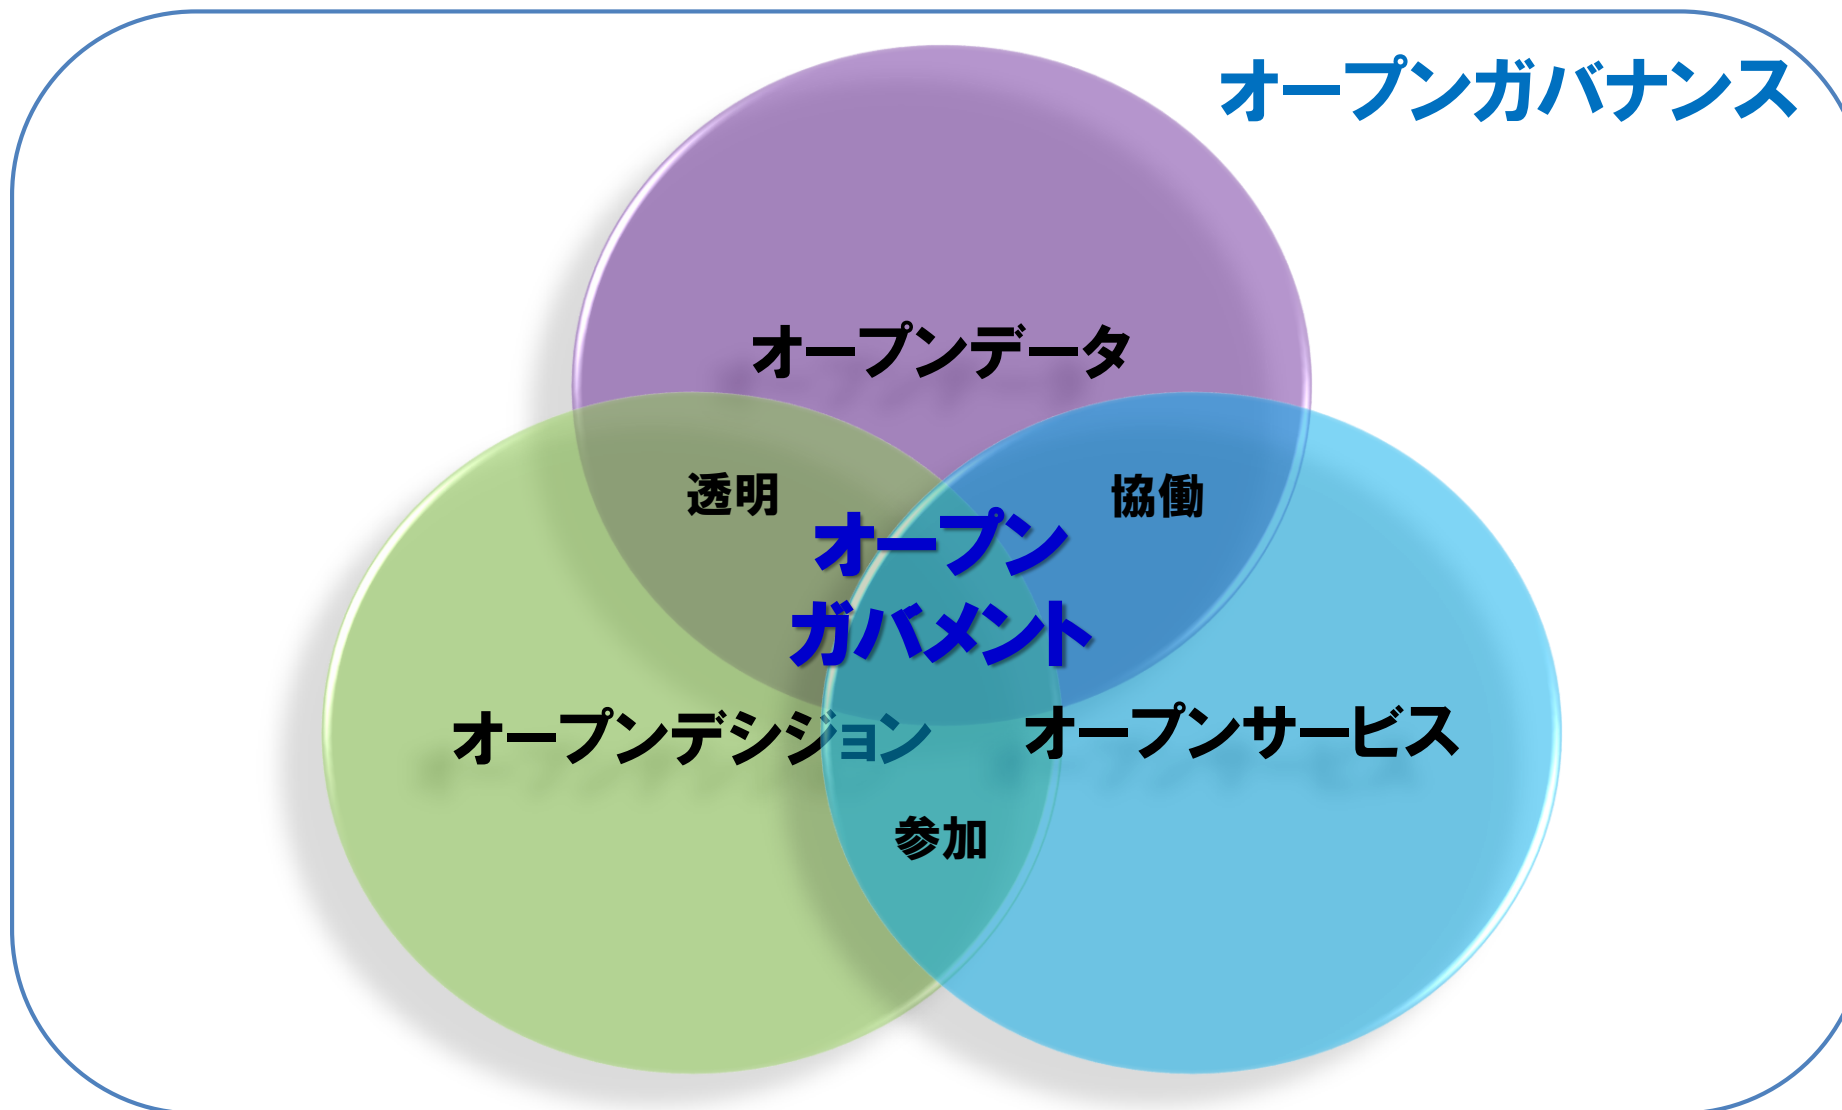 オープンガバナンス
オープンデータ
透明
協働
オープン
ガバメント
オープンデシジョン
オープンサービス
参加